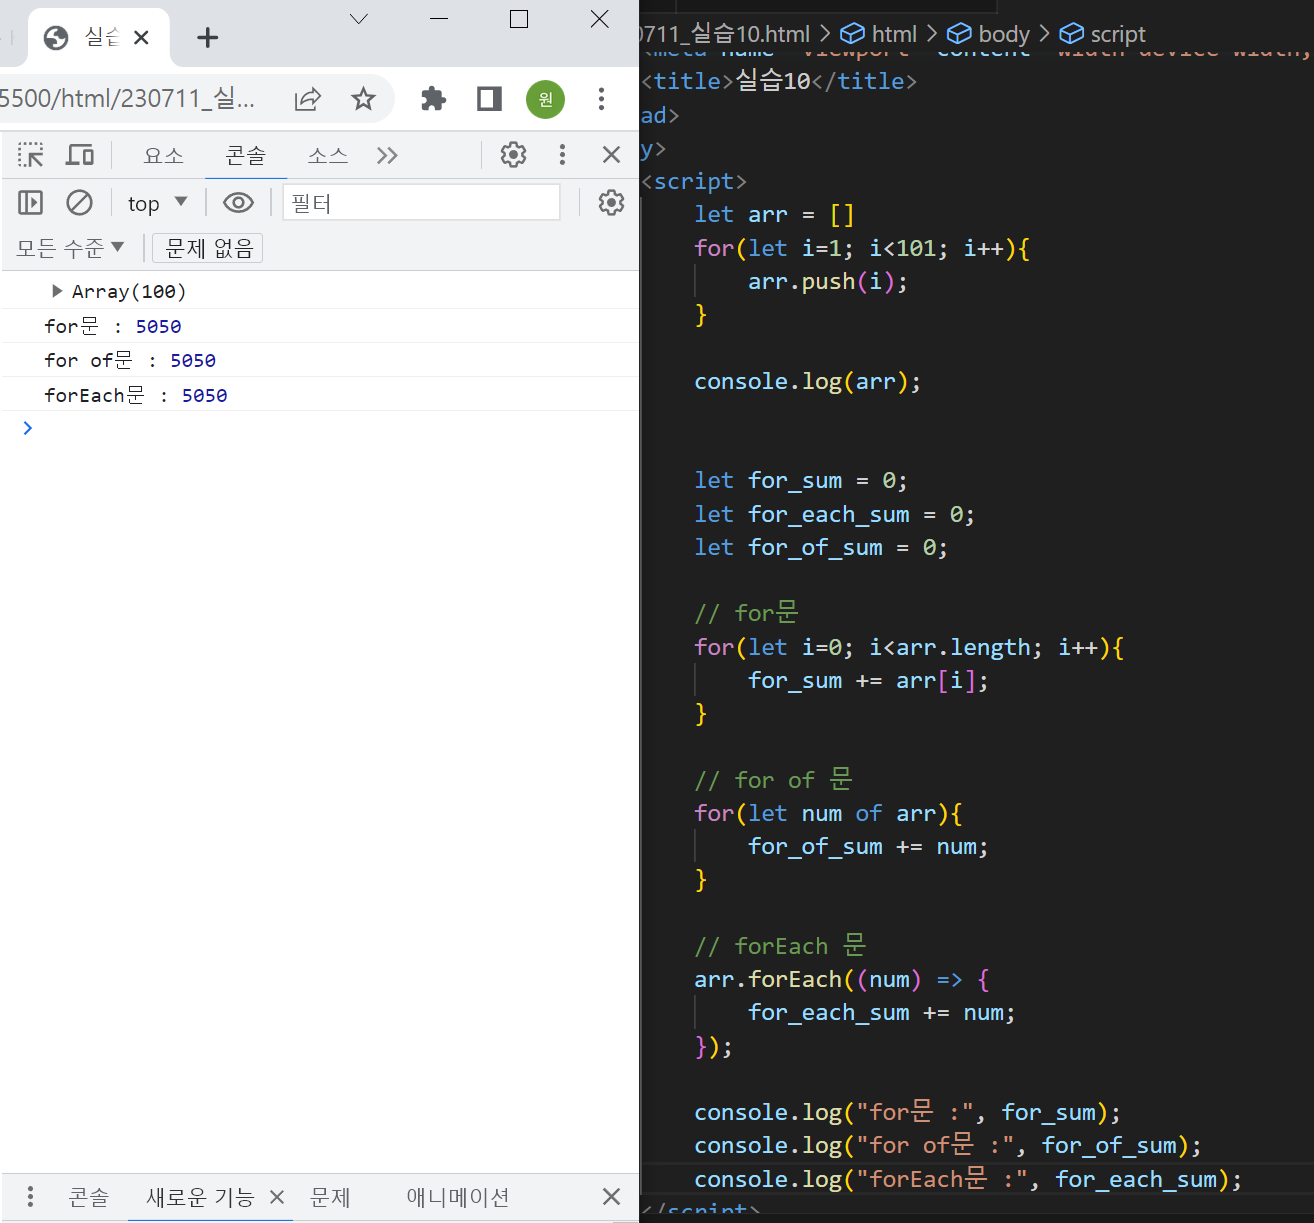 실습
5500/html/230711_실...
원
요소 콘솔 소스
top 필터
모든 수준 문제 없음
Array(100)
for문 : 5050
for of문 : 5050
forEach문 : 5050
콘솔 새로운 기능 문제 애니메이션
0711_실습10.html > html > body > script
<meta name="viewport" content="width=device-width,
<title>실습10</title>
ad>
y>
<script>
let arr = []
for(let i=1; i<101; i++){
arr.push(i);
}
console.log(arr);
let for_sum = 0;
let for_each_sum = 0;
let for_of_sum = 0;
// for문
for(let i=0; i<arr.length; i++){
for_sum += arr[i];
}
// for of 문
for(let num of arr){
for_of_sum += num;
}
// forEach 문
arr.forEach((num) => {
for_each_sum += num;
});
console.log("for문 :", for_sum);
console.log("for of문 :", for_of_sum);
console.log("forEach문 :", for_each_sum);
</script>